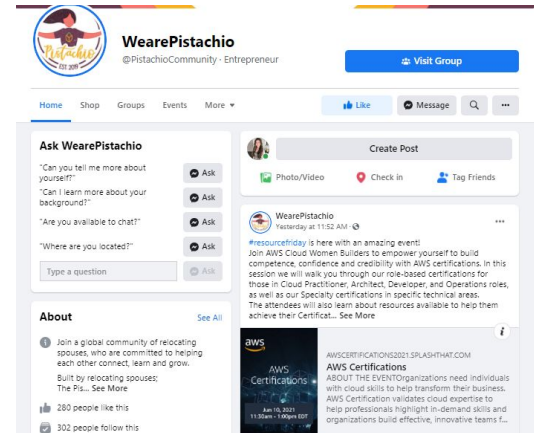 Pistachio
EST 2019
WearePistachio
@PistachioCommunity · Entrepreneur
Visit Group
Home Shop Groups Events More
Like Message
Ask WearePistachio
"Can you tell me more about
yourself?"
Ask
"Can I learn more about your
background?"
Ask
"Are you available to chat?"
Ask
"Where are you located?"
Ask
Type a question
Ask
About
See All
Join a global community of relocating
spouses, who are committed to helping
each other connect, learn and grow.
Built by relocating spouses;
The Pis... See More
280 people like this
302 people follow this
Create Post
Photo/Video Check in Tag Friends
WearePistachio
Yesterday at 11:52 AM ·
#resourcefriday is here with an amazing event!
Join AWS Cloud Women Builders to empower yourself to build
competence, confidence and credibility with AWS certifications. In this
session we will walk you through our role-based certifications for
those in Cloud Practitioner, Architect, Developer, and Operations roles,
as well as our Specialty certifications in specific technical areas.
The attendees will also learn about resources available to help them
achieve their Certificat... See More
aws
AWS
Certifications
Jun 10, 2021
11:30am - 1:00pm EDT
AWSCERTIFICATIONS2021.SPLASHTHAT.COM
AWS Certifications
ABOUT THE EVENTOrganizations need individuals
with cloud skills to help transform their business.
AWS Certification validates cloud expertise to
help professionals highlight in-demand skills and
organizations build effective, innovative teams f...